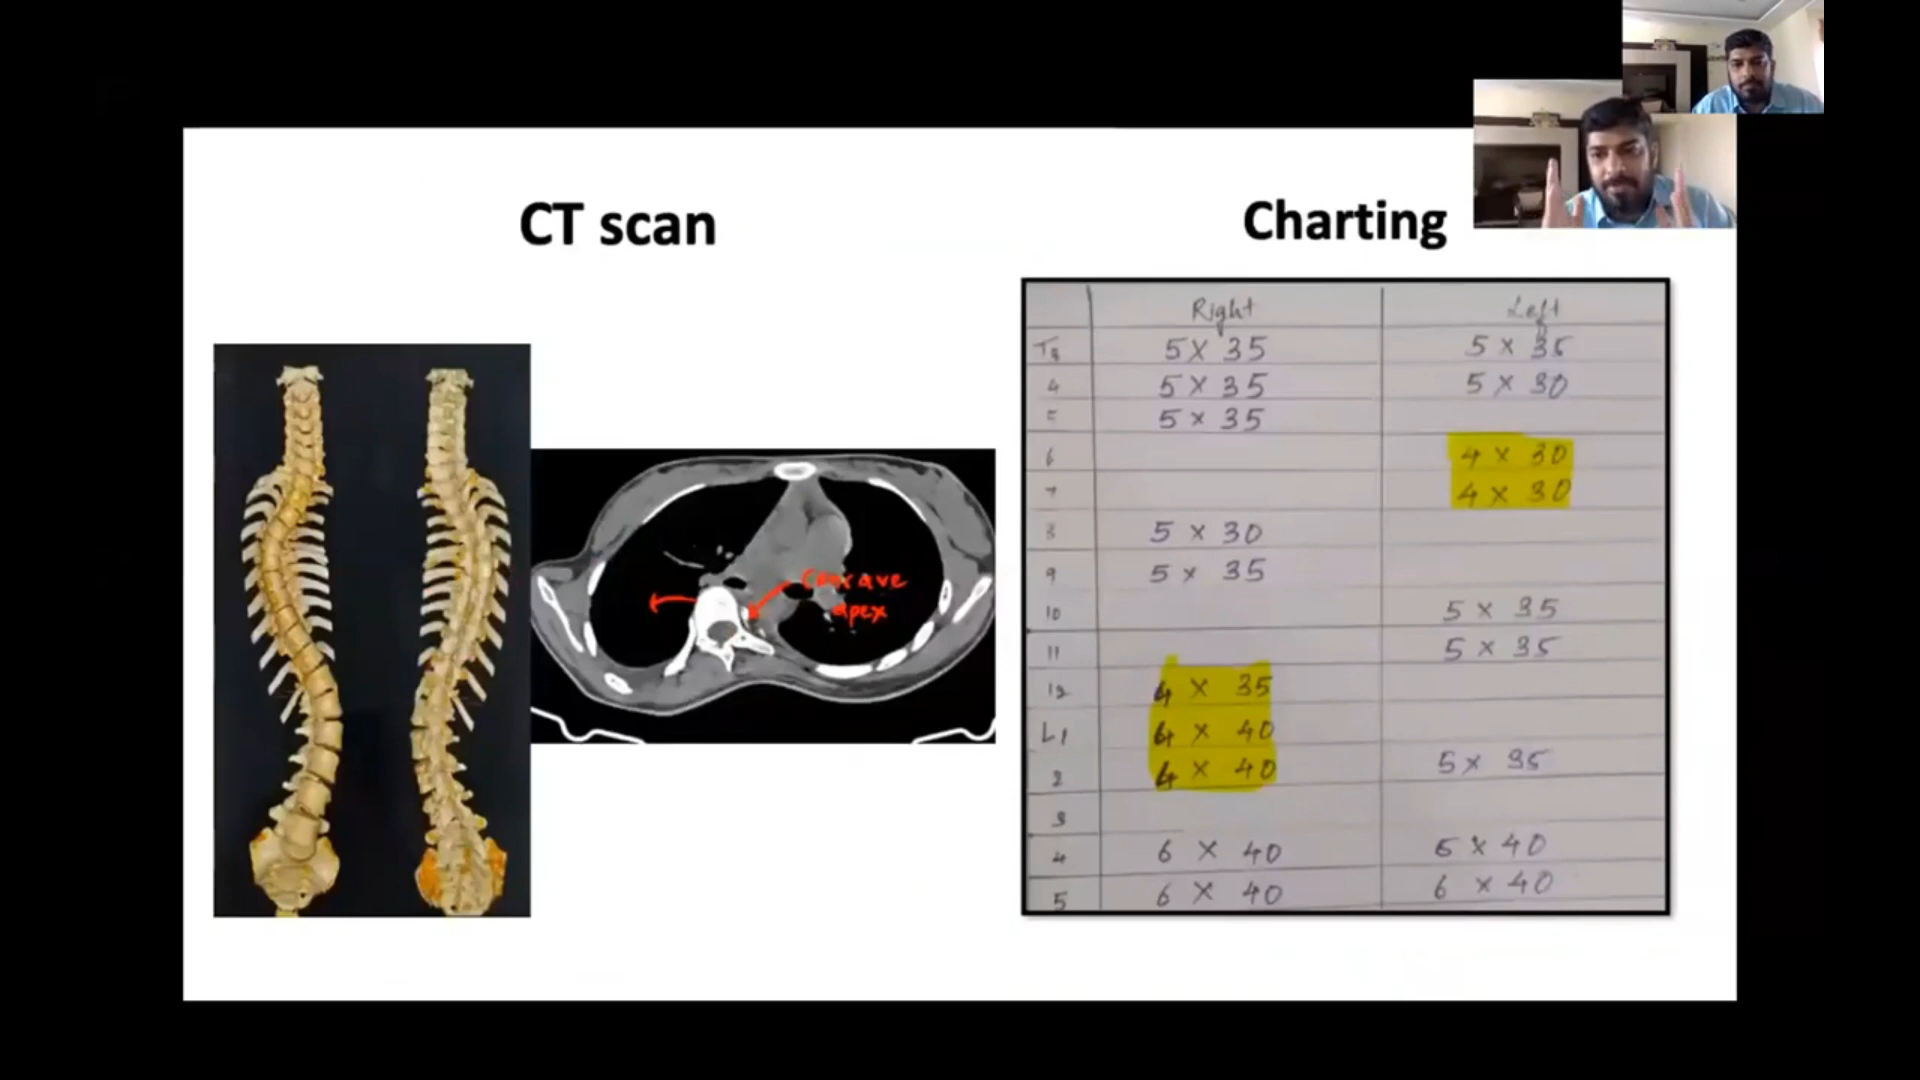 CT scan
Charting
Concave
apex
Right Left
T3 5 X 35 5 X 35
4 5 X 35 5 X 30
5 5 X 35
6 4 X 30
7 4 X 30
8 5 X 30
9 5 X 35
10 5 X 35
11 5 X 35
12 4 X 35
L1 4 X 40
2 4 X 40 5 X 35
3
4 6 X 40 6 X 40
5 6 X 40 6 X 40